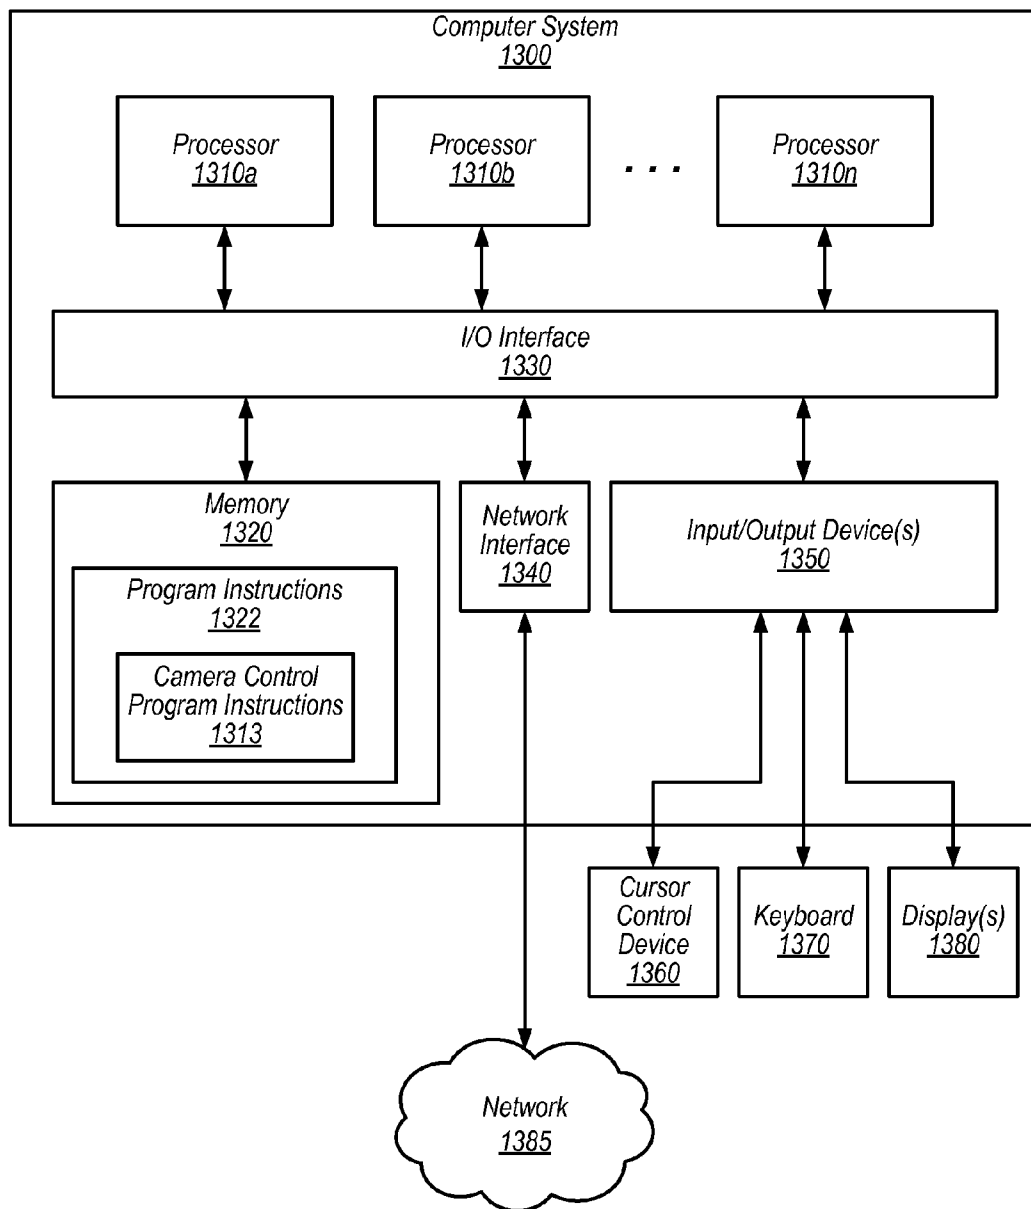 Computer System
1300
Processor
1310a
Processor
1310b
. . .
Processor
1310n
I/O Interface
1330
Memory
1320
Program Instructions
1322
Camera Control
Program Instructions
1313
Network
Interface
1340
Input/Output Device(s)
1350
Cursor
Control
Device
1360
Keyboard
1370
Display(s)
1380
Network
1385